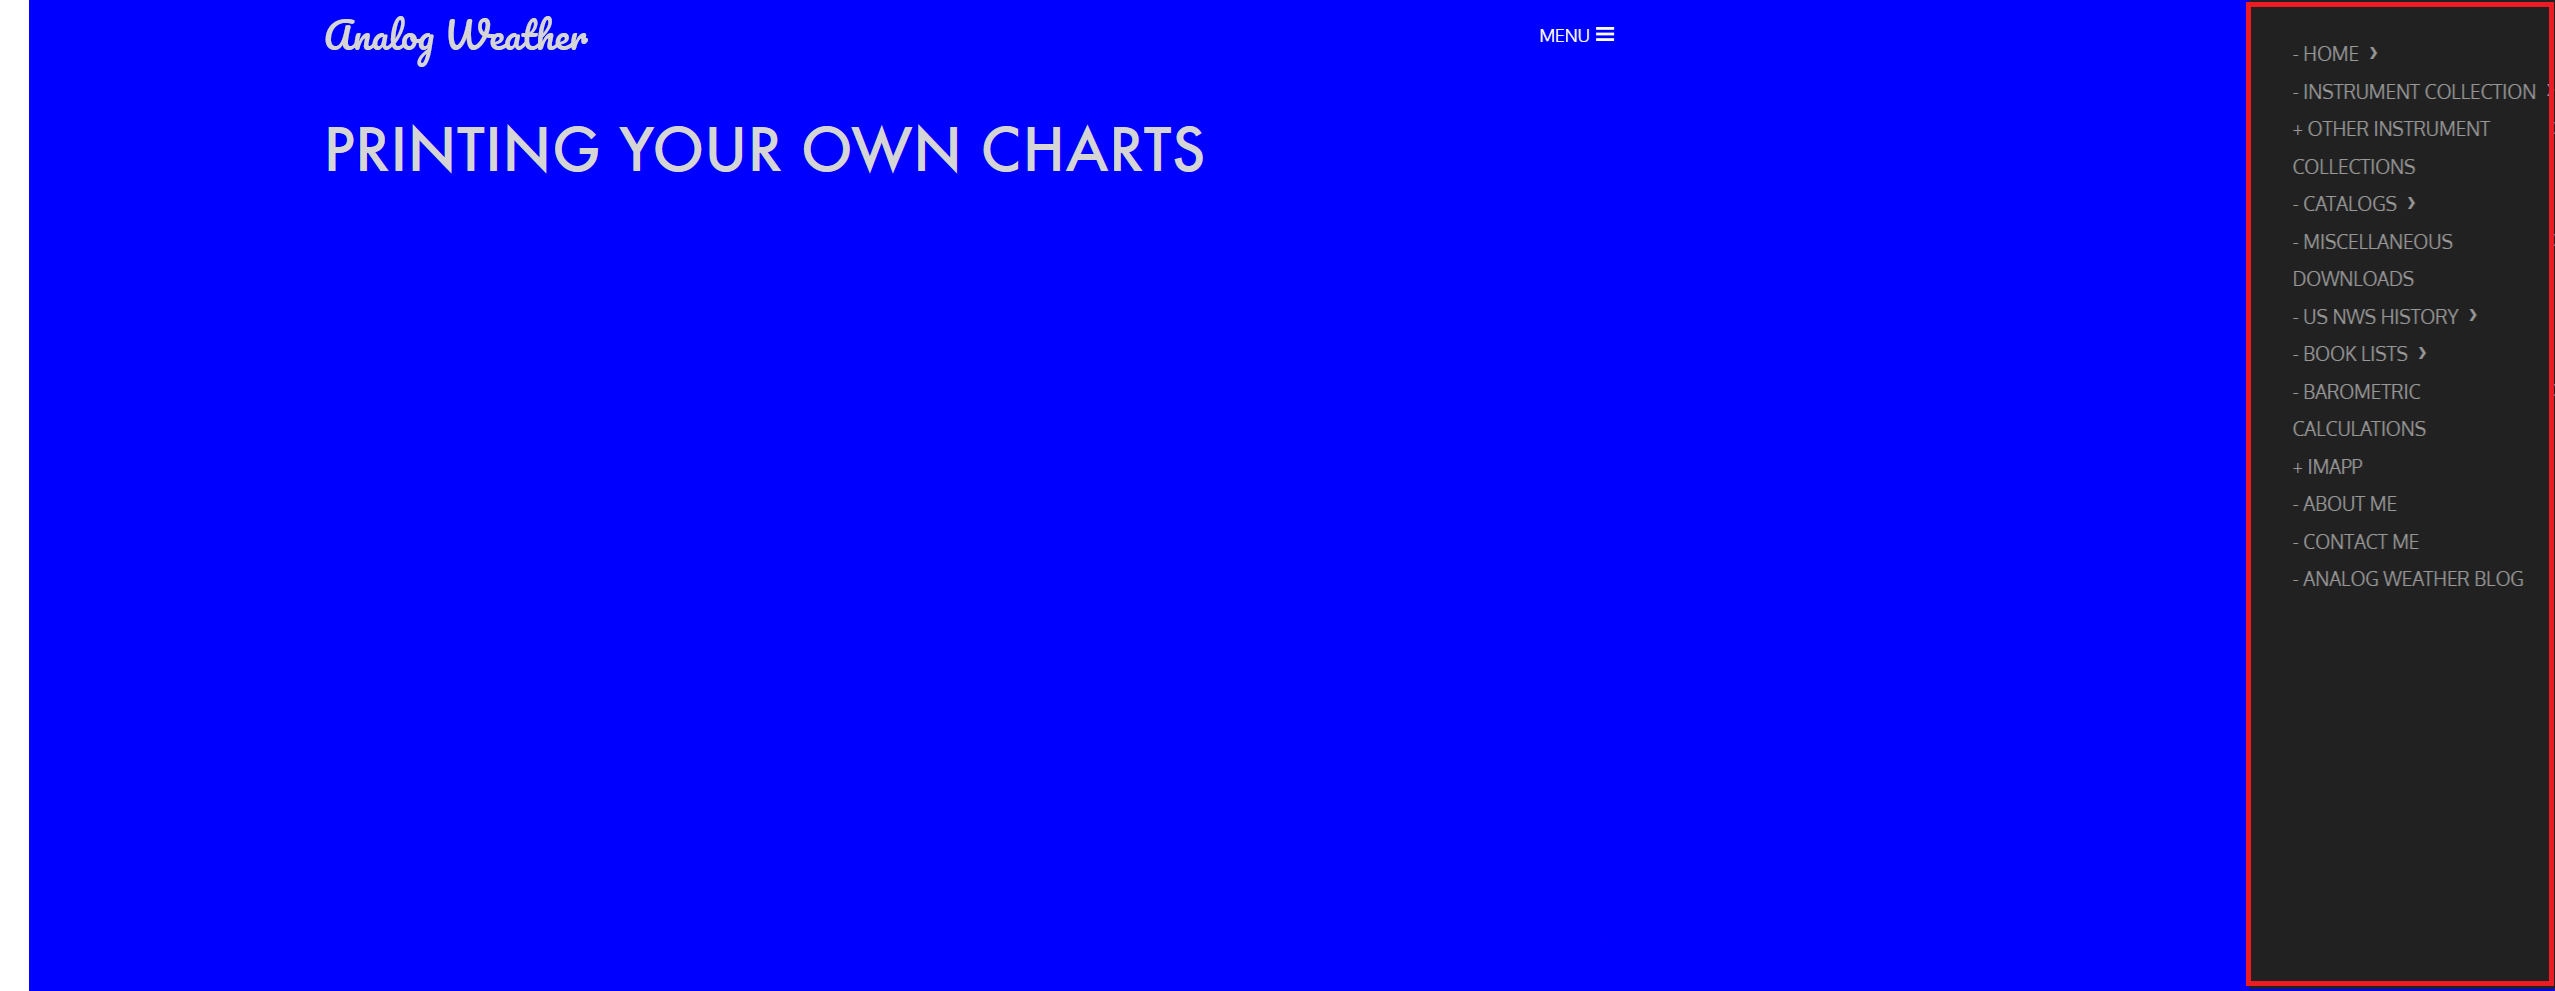 Analog Weather
MENU
PRINTING YOUR OWN CHARTS
- HOME ›
- INSTRUMENT COLLECTION
+ OTHER INSTRUMENT
COLLECTIONS
- CATALOGS ›
- MISCELLANEOUS
DOWNLOADS
- US NWS HISTORY ›
- BOOK LISTS ›
- BAROMETRIC
CALCULATIONS
+ IMAPP
- ABOUT ME
- CONTACT ME
- ANALOG WEATHER BLOG